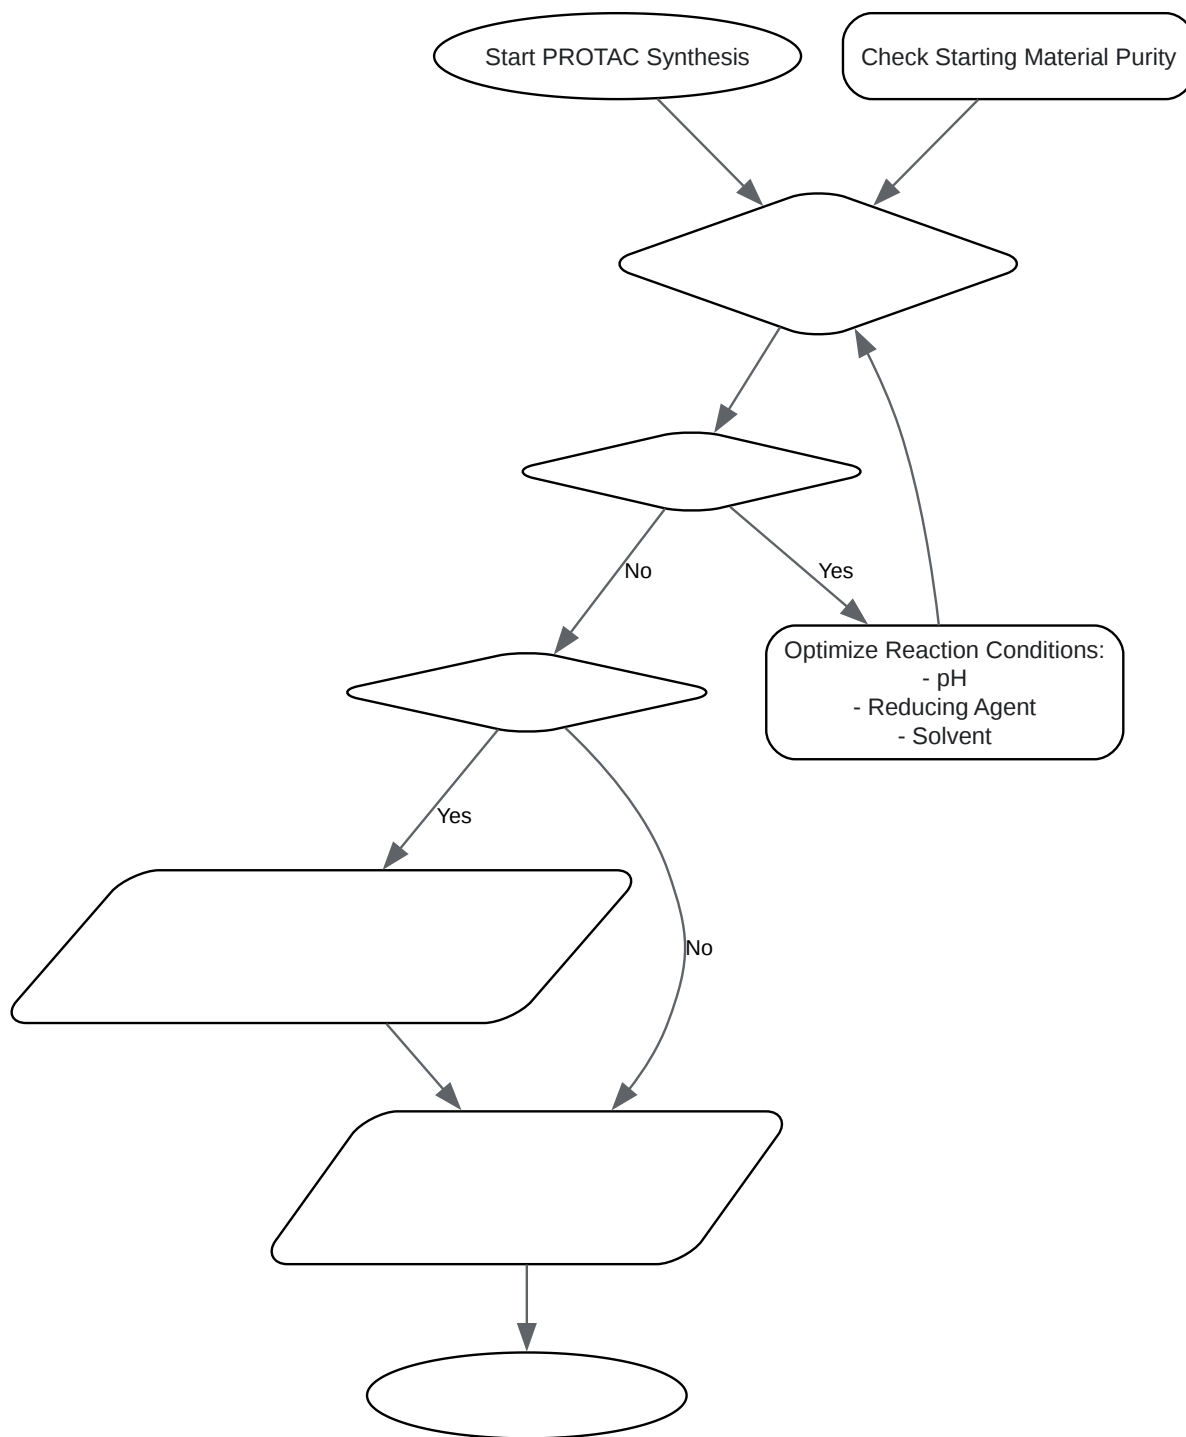 Start PROTAC Synthesis
Check Starting Material Purity
No
Yes
Optimize Reaction Conditions:
- pH
- Reducing Agent
- Solvent
Yes
No